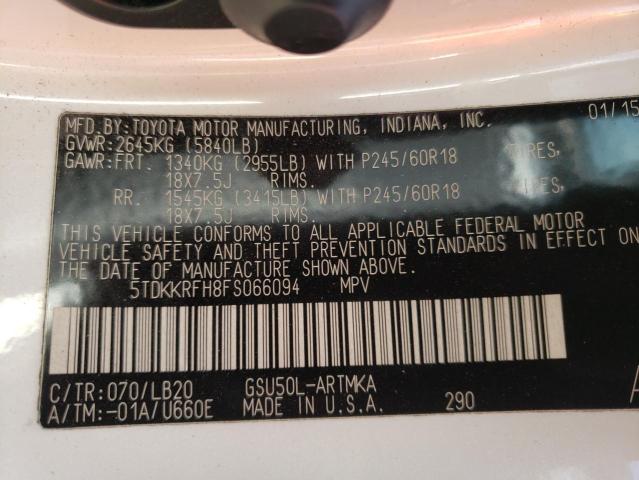 MFD.BY:TOYOTA MOTOR MANUFACTURING, INDIANA, INC. 01/15
GVWR:2645KG (5840LB)
GAWR:FRT. 1340KG (2955LB) WITH P245/60R18 TIRES,
18X7.5J RIMS.
RR. 1545KG (3415LB) WITH P245/60R18 TIRES,
18X7.5J RIMS.
THIS VEHICLE CONFORMS TO ALL APPLICABLE FEDERAL MOTOR
VEHICLE SAFETY AND THEFT PREVENTION STANDARDS IN EFFECT ON
THE DATE OF MANUFACTURE SHOWN ABOVE.
5TDKKRFH8FS066094 MPV
C/TR:070/LB20 GSU50L-ARTMKA
A/TM:-01A/U660E MADE IN U.S.A. 290